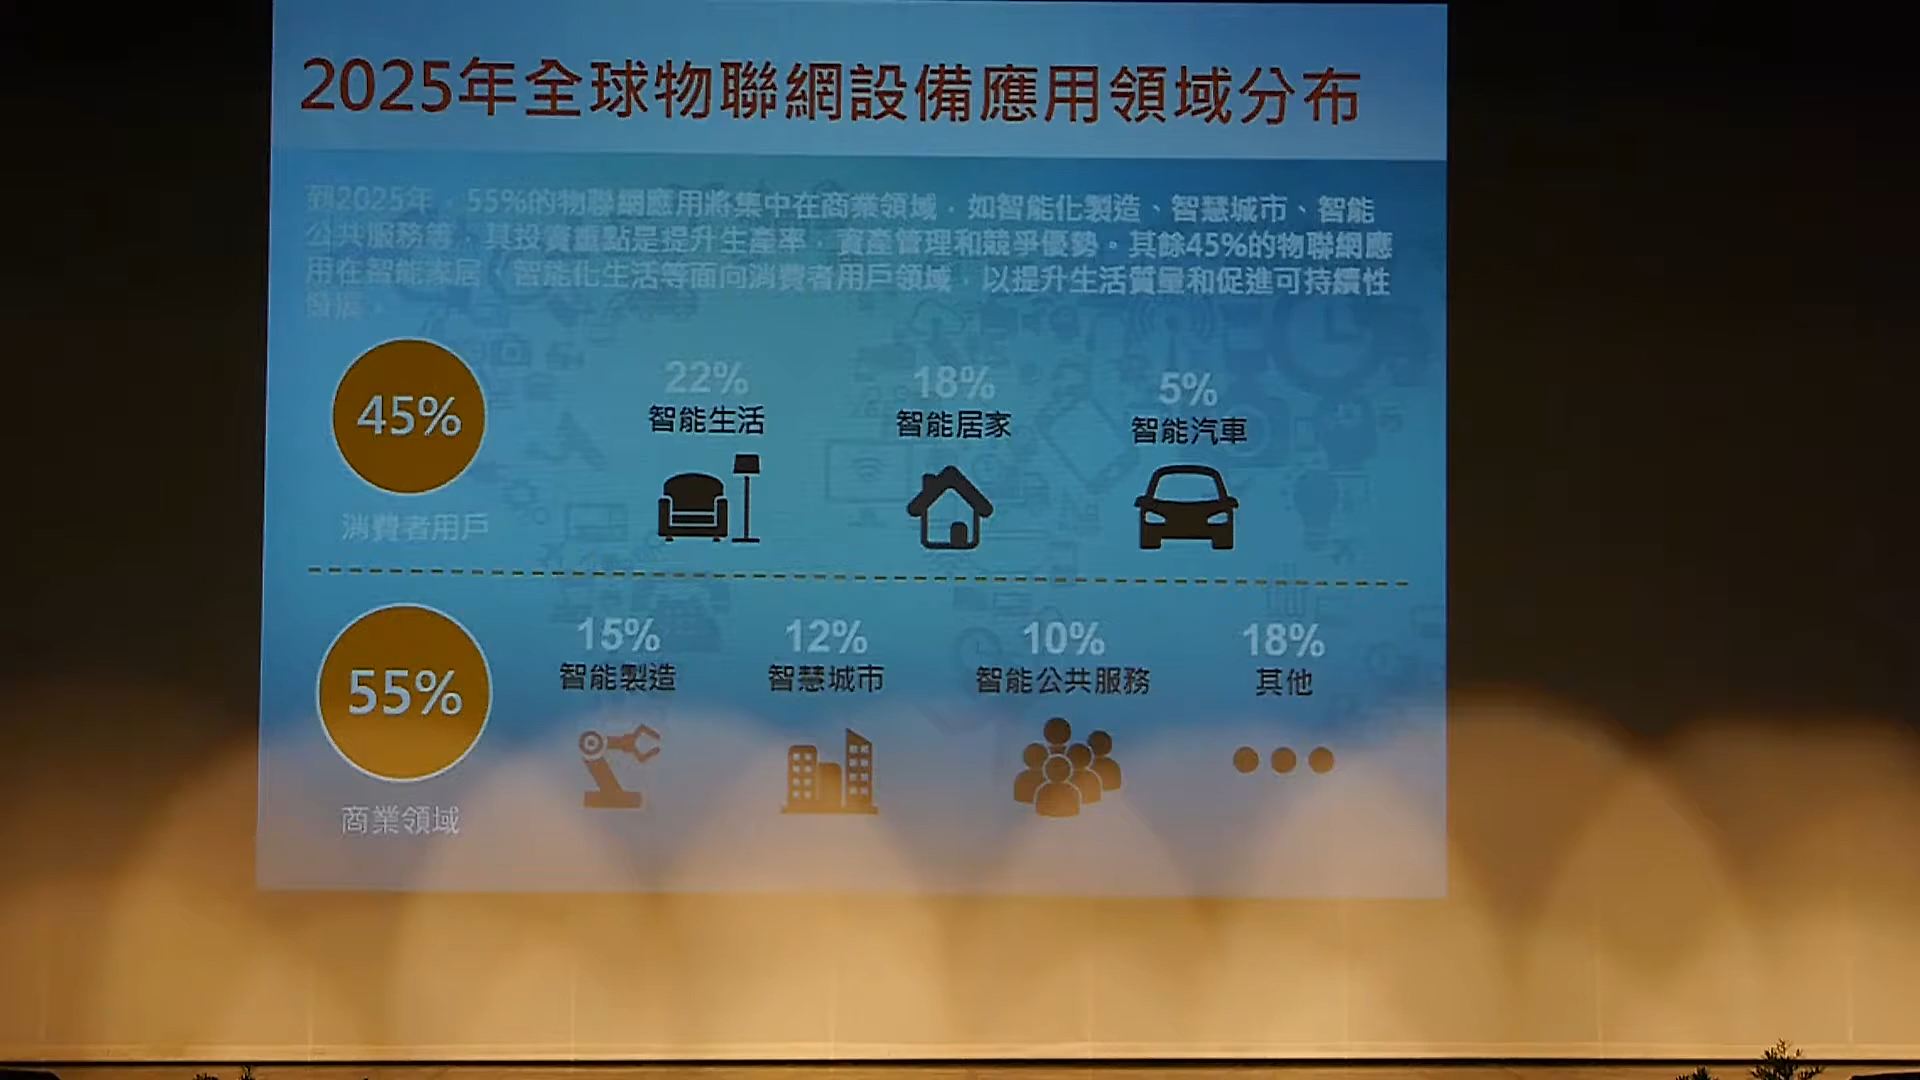 2025年全球物聯網設備應用領域分布
到2025年，55%的物聯網應用將集中在商業領域，如智能化製造、智慧城市、智能
公共服務等，其投資重點是提升生產率，資產管理和競爭優勢。其餘45%的物聯網應
用在智能家居、智能化生活等面向消費者用戶領域，以提升生活質量和促進可持續性
發展。
45%
消費者用戶
22%
智能生活
18%
智能居家
5%
智能汽車
55%
商業領域
15%
智能製造
12%
智慧城市
10%
智能公共服務
18%
其他